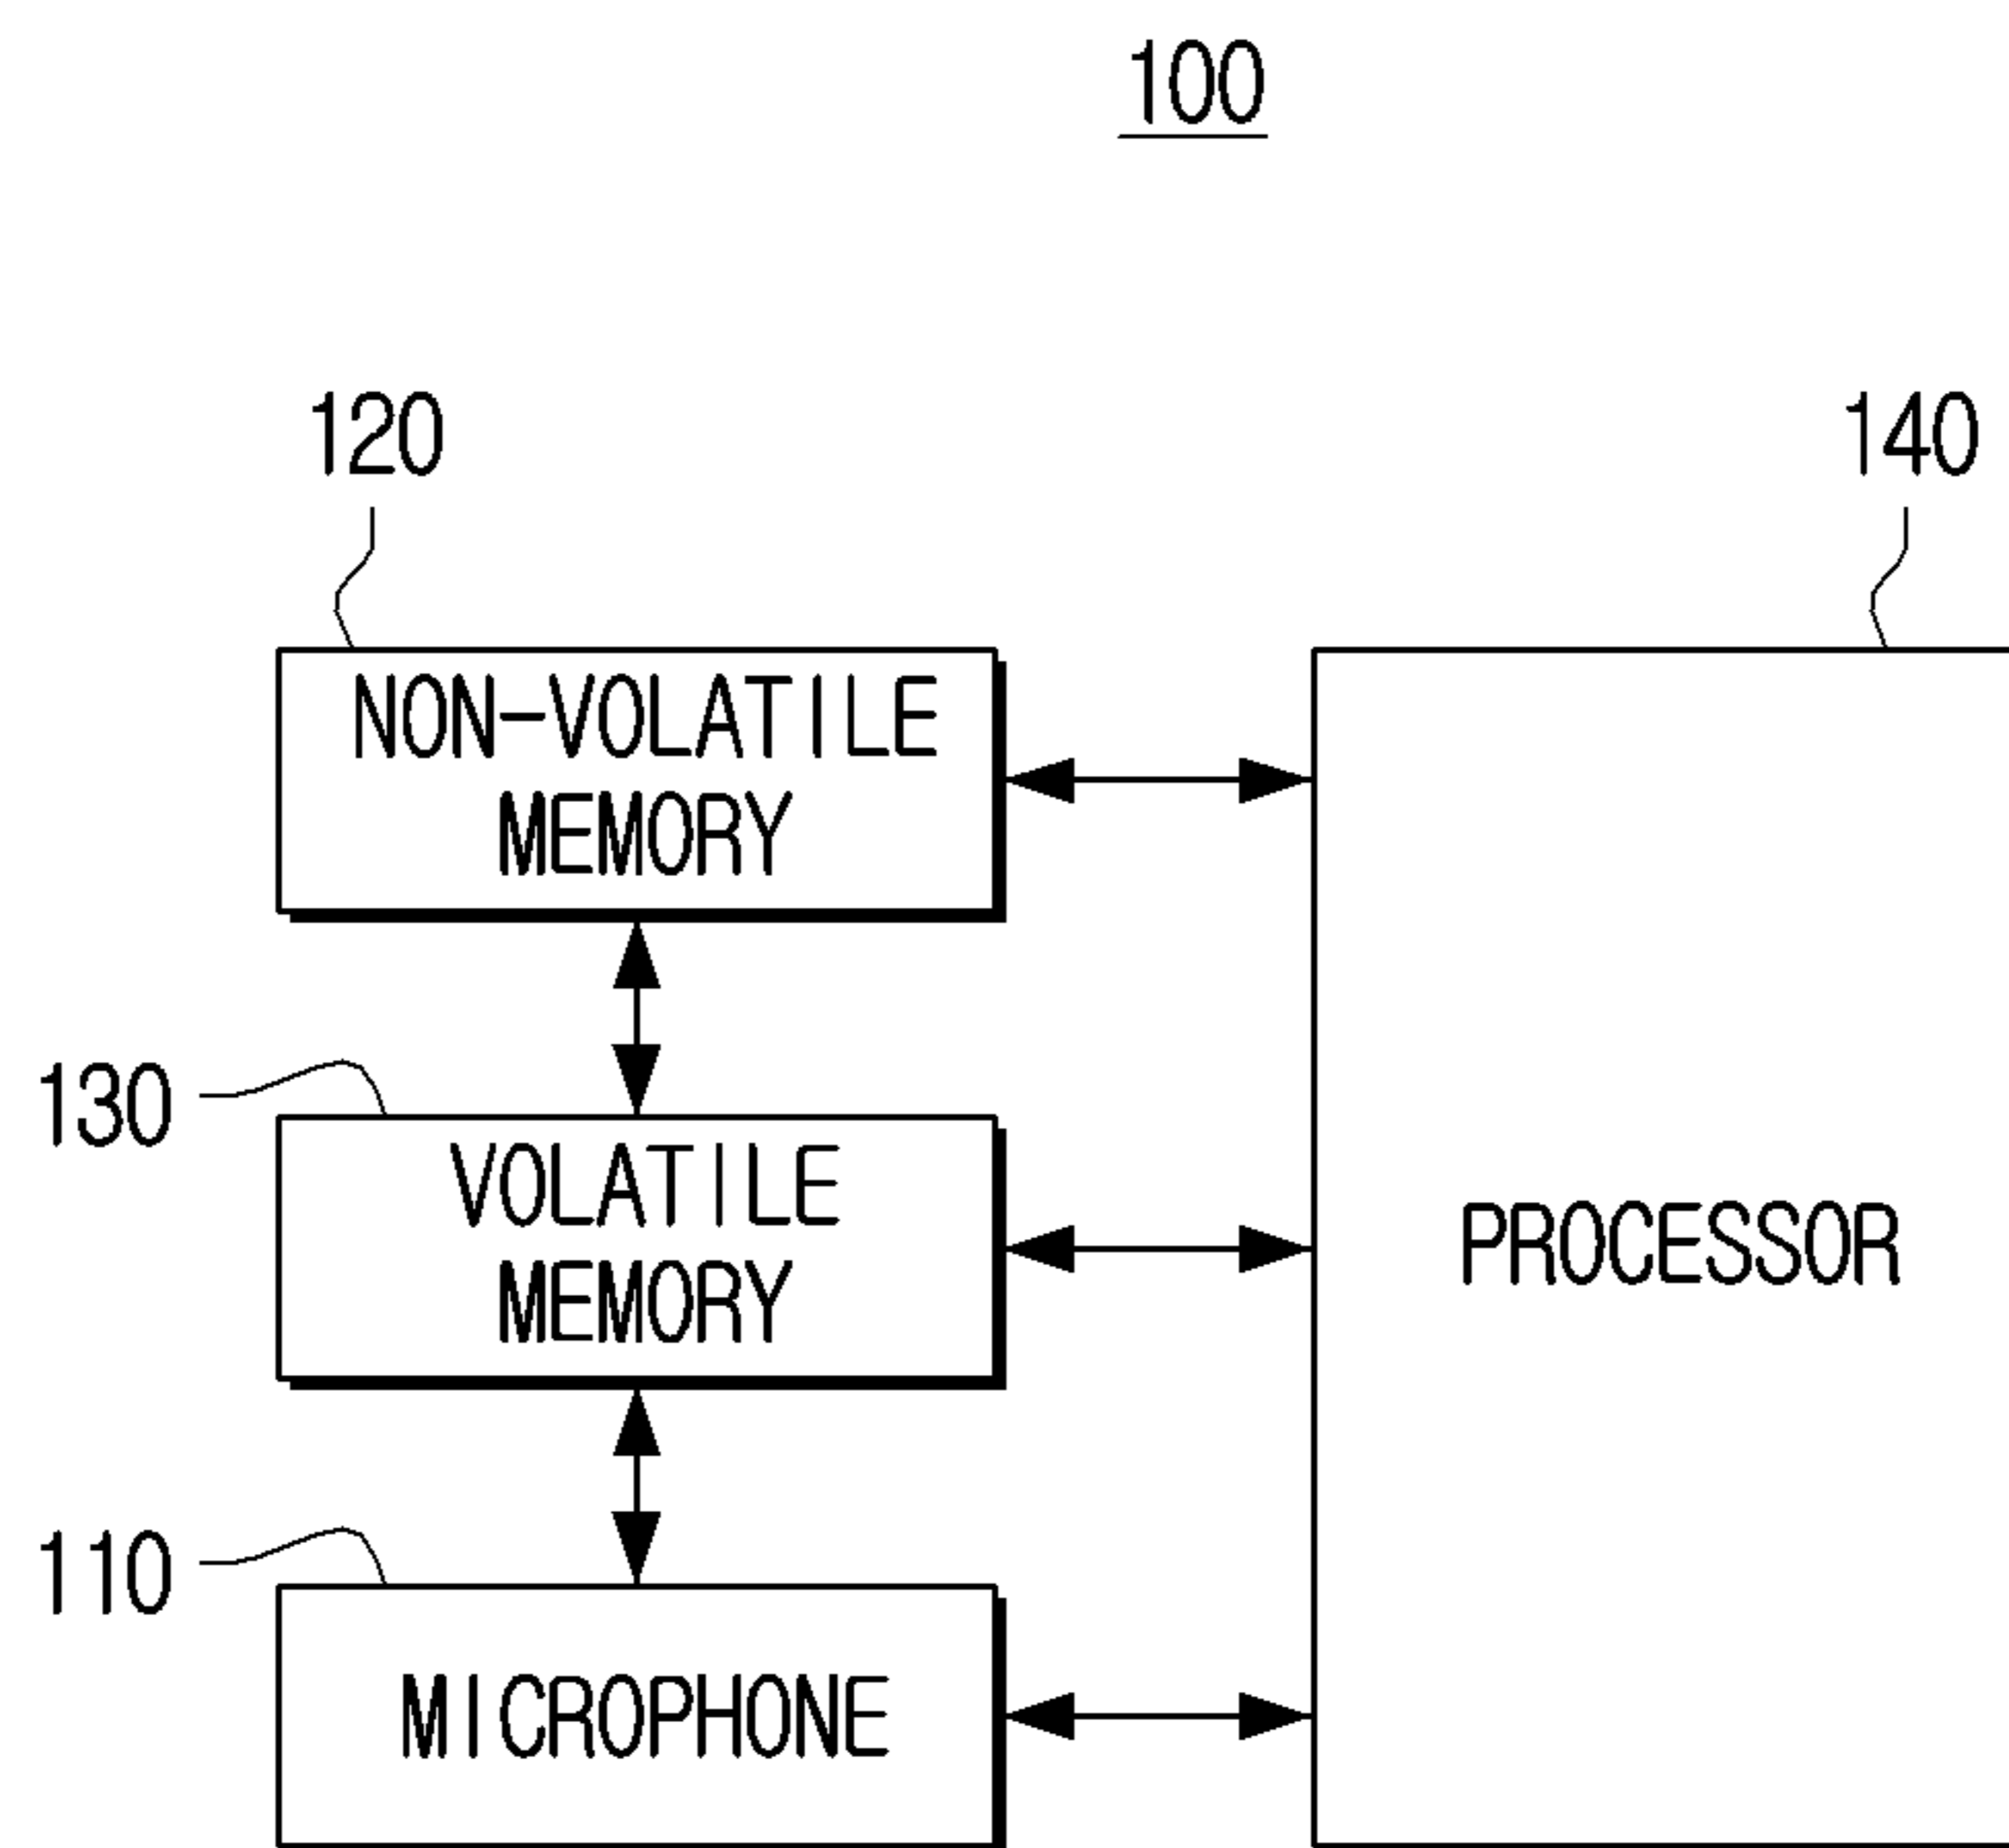 100
120
140
NON-VOLATILE
MEMORY
130
VOLATILE
MEMORY
PROCESSOR
110
MICROPHONE